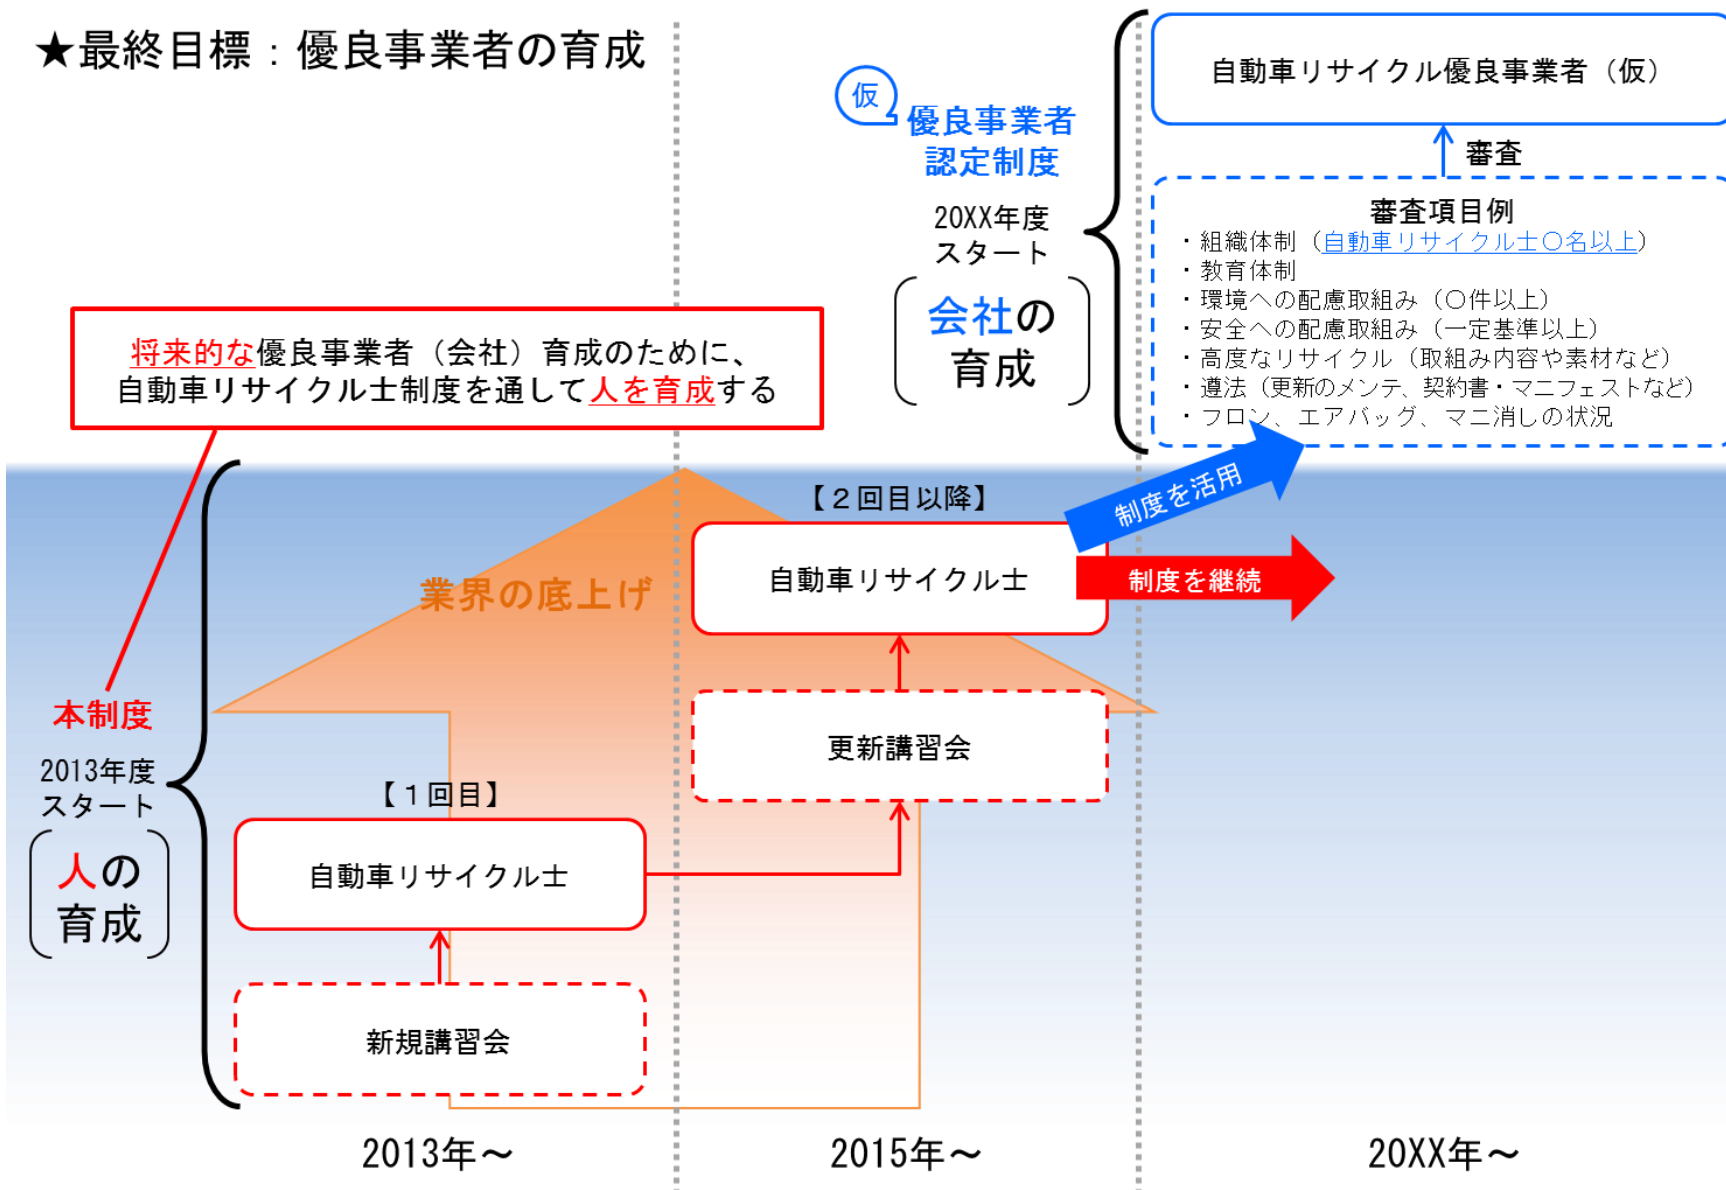 ★最終目標：優良事業者の育成
自動車リサイクル優良事業者（仮）
審査
仮
優良事業者
認定制度
20XX年度
スタート
会社の
育成
審査項目例
・組織体制（自動車リサイクル士〇名以上）
・教育体制
・環境への配慮取組み（〇件以上）
・安全への配慮取組み（一定基準以上）
・高度なリサイクル（取組み内容や素材など）
・遵法（更新のメンテ、契約書・マニフェストなど）
・フロン、エアバッグ、マニ消しの状況
将来的な優良事業者（会社）育成のために、
自動車リサイクル士制度を通して人を育成する
【２回目以降】
自動車リサイクル士
制度を活用
制度を継続
業界の底上げ
更新講習会
本制度
2013年度
スタート
人の
育成
【１回目】
自動車リサイクル士
新規講習会
2013年～
2015年～
20XX年～